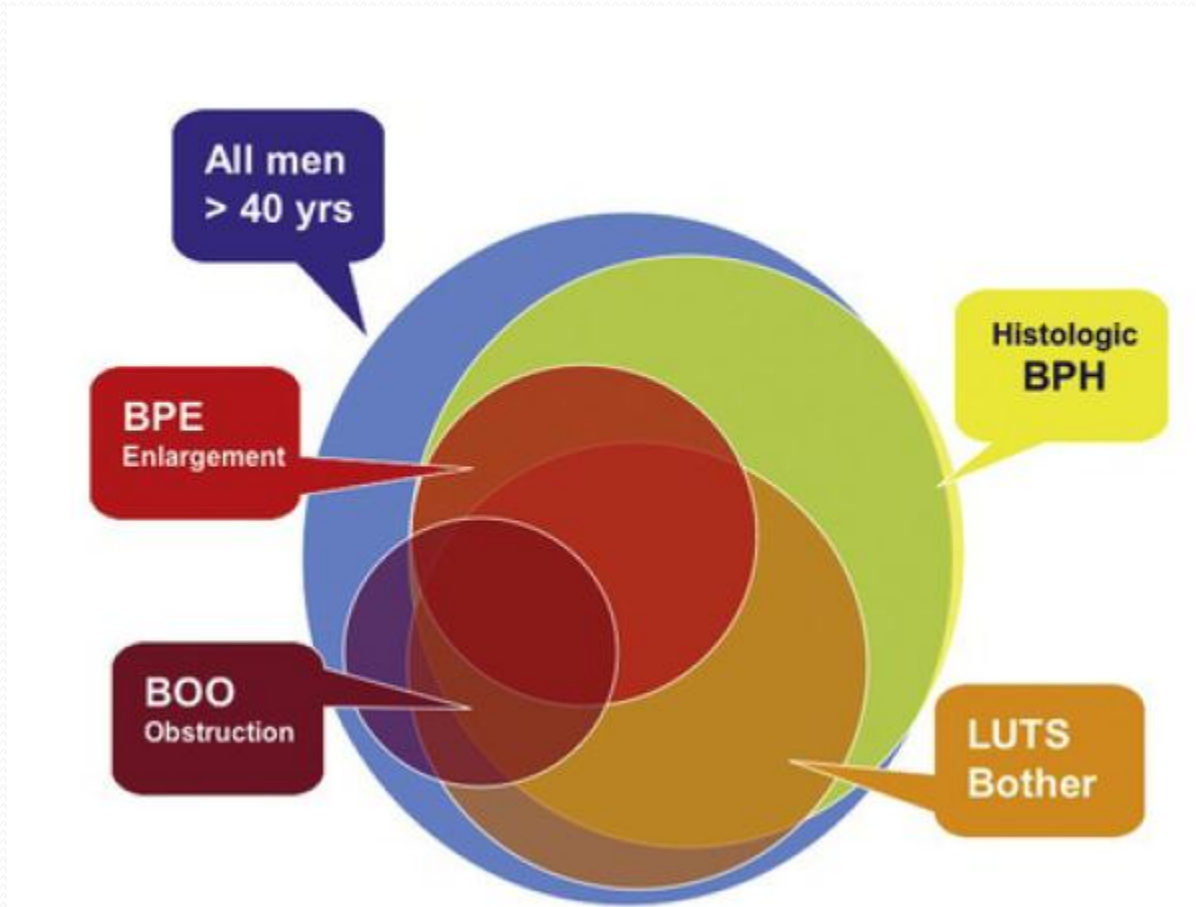 All men
> 40 yrs
Histologic
BPH
BPE
Enlargement
BOO
Obstruction
LUTS
Bother